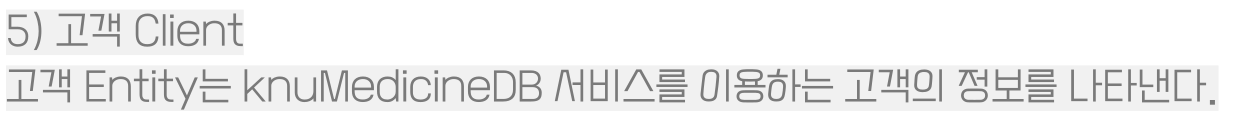 5) 고객 Client
고객 Entity는 knuMedicineDB 서비스를 이용하는 고객의 정보를 나타낸다.